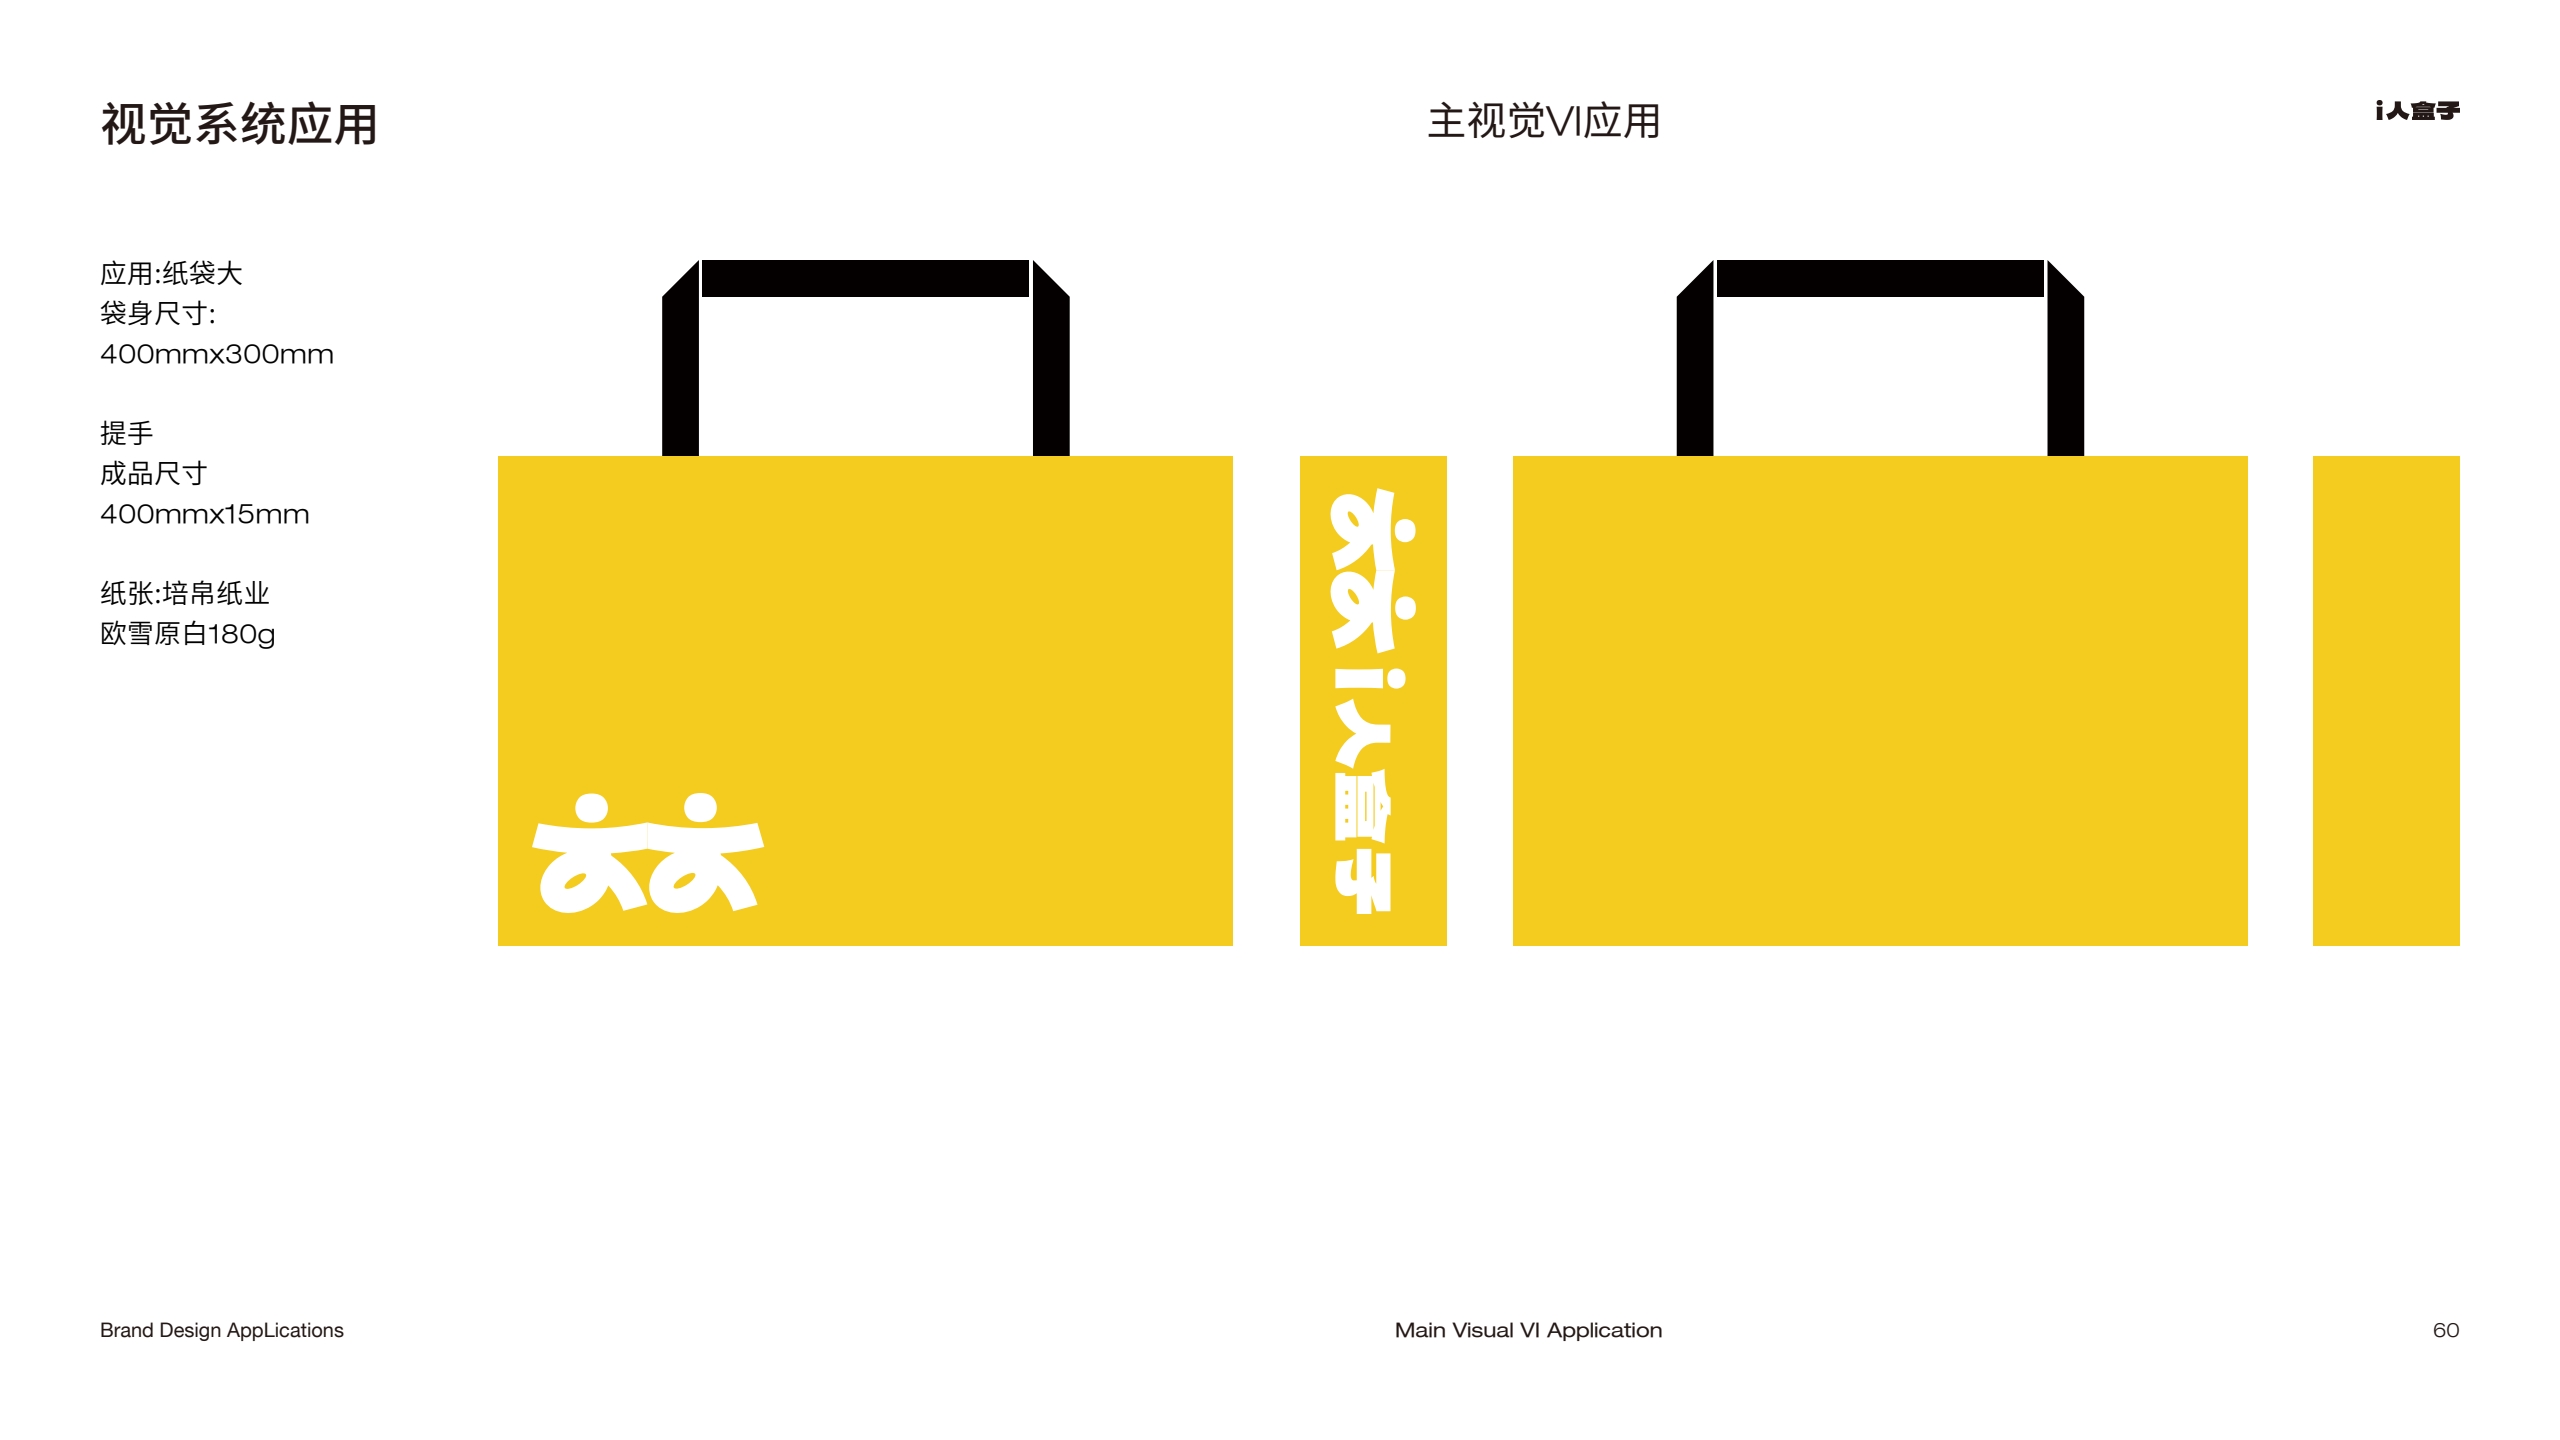 视觉系统应用
主视觉VI应用
i人盒子
应用:纸袋大
袋身尺寸:
400mmx300mm
提手
成品尺寸
400mmx15mm
纸张:培帛纸业
欧雪原白180g
i人盒子
Brand Design AppLications
Main Visual VI Application
60